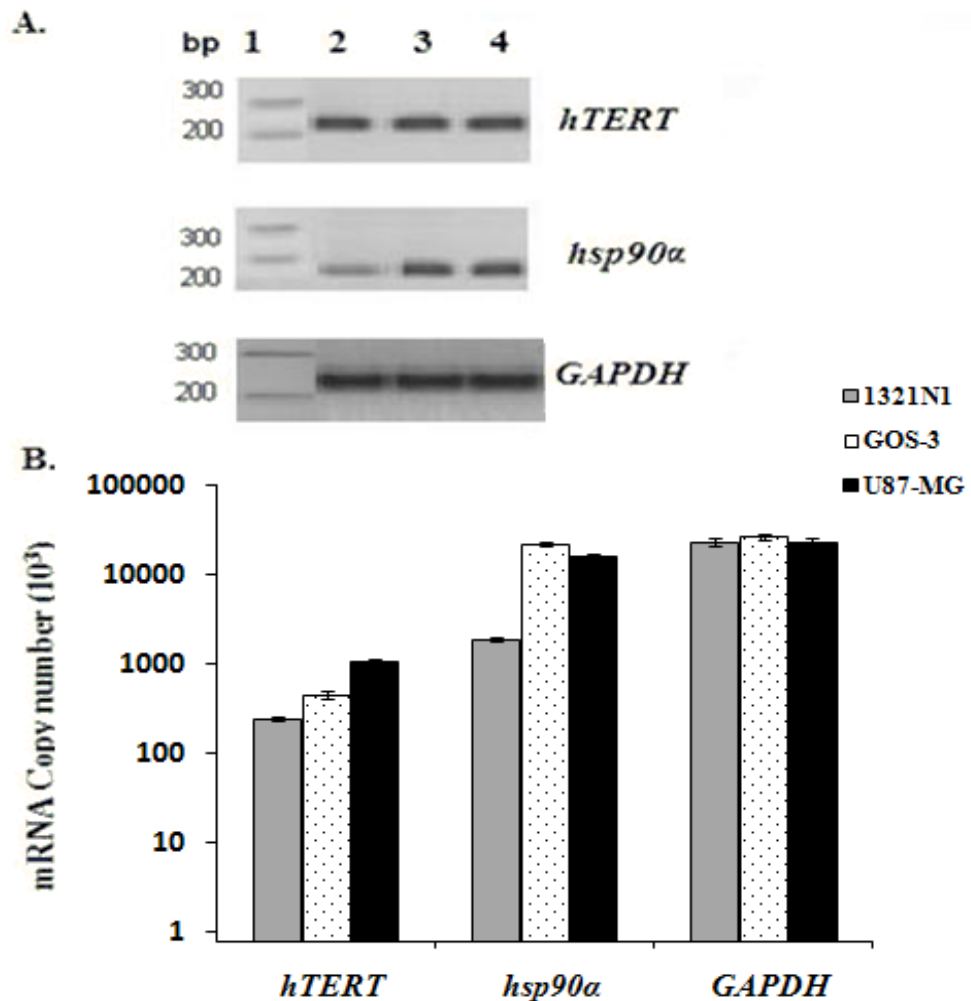 A.
bp 1 2 3 4
300
200
hTERT
300
200
hsp90α
300
200
GAPDH
1321N1
GOS-3
U87-MG
B.
mRNA Copy number (10³)
100000
10000
1000
100
10
1
hTERT hsp90α GAPDH